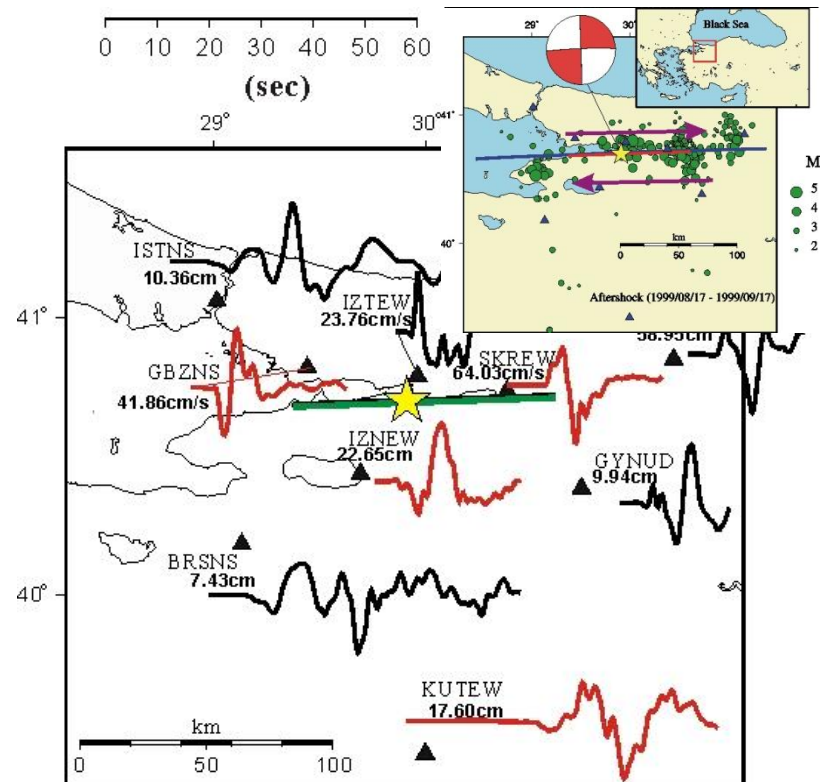 0 10 20 30 40 50 60
(sec)
29° 30°
41°
40°
ISTNS
10.36cm
IZTEW
23.76cm/s
GBZNS
41.86cm/s
SKREW
64.03cm/s
58.95cm
IZNEW
22.65cm
GYNUD
9.94cm
BRSNS
7.43cm
KUTEW
17.60cm
km
0 50 100
29° 30°
Black Sea
41°
40°
km
0 50 100
Aftershock (1999/08/17 - 1999/09/17)
M
5
4
3
2